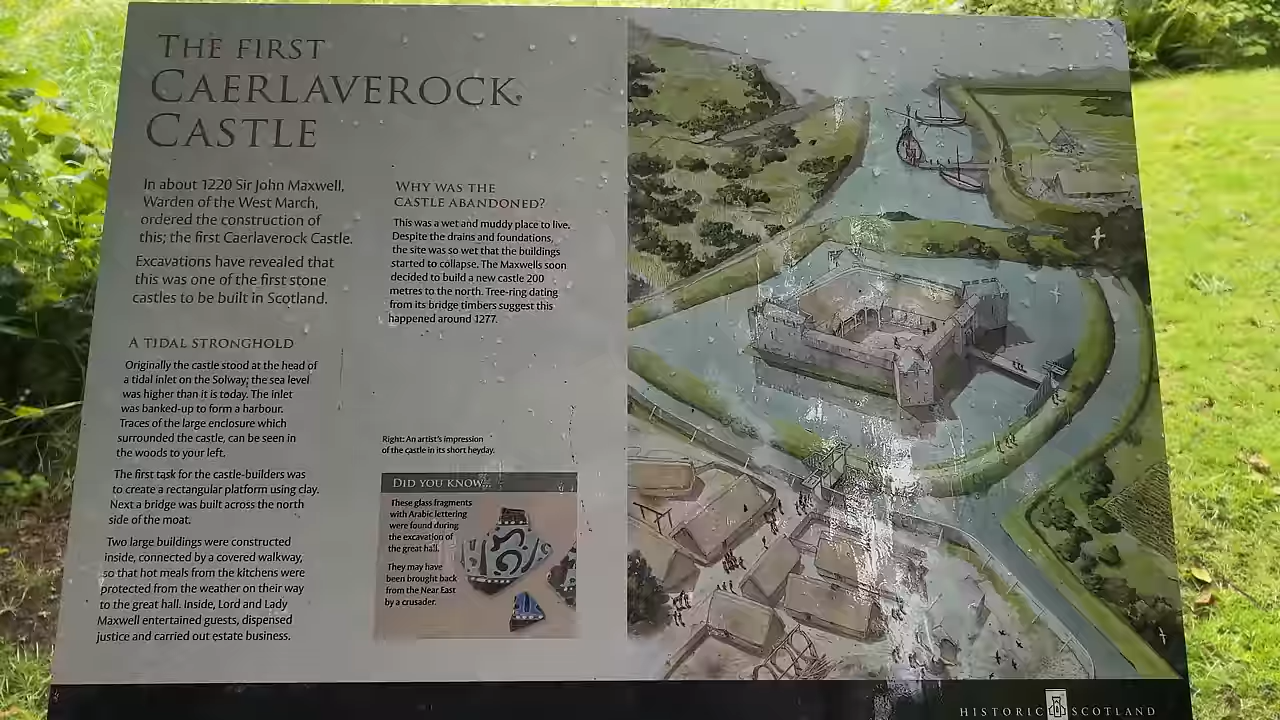 THE FIRST
CAERLAVEROCK
CASTLE
In about 1220 Sir John Maxwell,
Warden of the West March,
ordered the construction of
this; the first Caerlaverock Castle.
Excavations have revealed that
this was one of the first stone
castles to be built in Scotland.
A TIDAL STRONGHOLD
Originally the castle stood at the head of
a tidal inlet on the Solway; the sea level
was higher than it is today. The inlet
was banked-up to form a harbour.
Traces of the large enclosure which
surrounded the castle, can be seen in
the woods to your left.
The first task for the castle-builders was
to create a rectangular platform using clay.
Next a bridge was built across the north
side of the moat.
Two large buildings were constructed
inside, connected by a covered walkway,
so that hot meals from the kitchens were
protected from the weather on their way
to the great hall. Inside, Lord and Lady
Maxwell entertained guests, dispensed
justice and carried out estate business.
WHY WAS THE
CASTLE ABANDONED?
This was a wet and muddy place to live.
Despite the drains and foundations,
the site was so wet that the buildings
started to collapse. The Maxwells soon
decided to build a new castle 200
metres to the north. Tree-ring dating
from its bridge timbers suggest this
happened around 1277.
Right: An artist's impression
of the castle in its short heyday.
DID YOU KNOW...
These glass fragments
with Arabic lettering
were found during
the excavation of
the great hall.
They may have
been brought back
from the Near East
by a crusader.
HISTORIC SCOTLAND